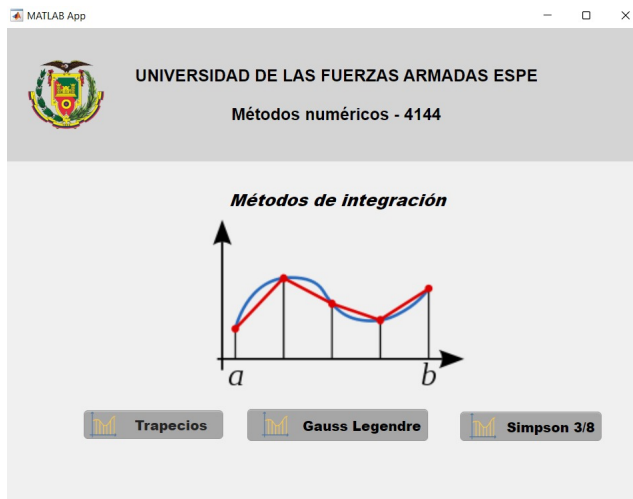 MATLAB App
UNIVERSIDAD DE LAS FUERZAS ARMADAS ESPE
Métodos numéricos - 4144
Métodos de integración
a
b
Trapecios
Gauss Legendre
Simpson 3/8